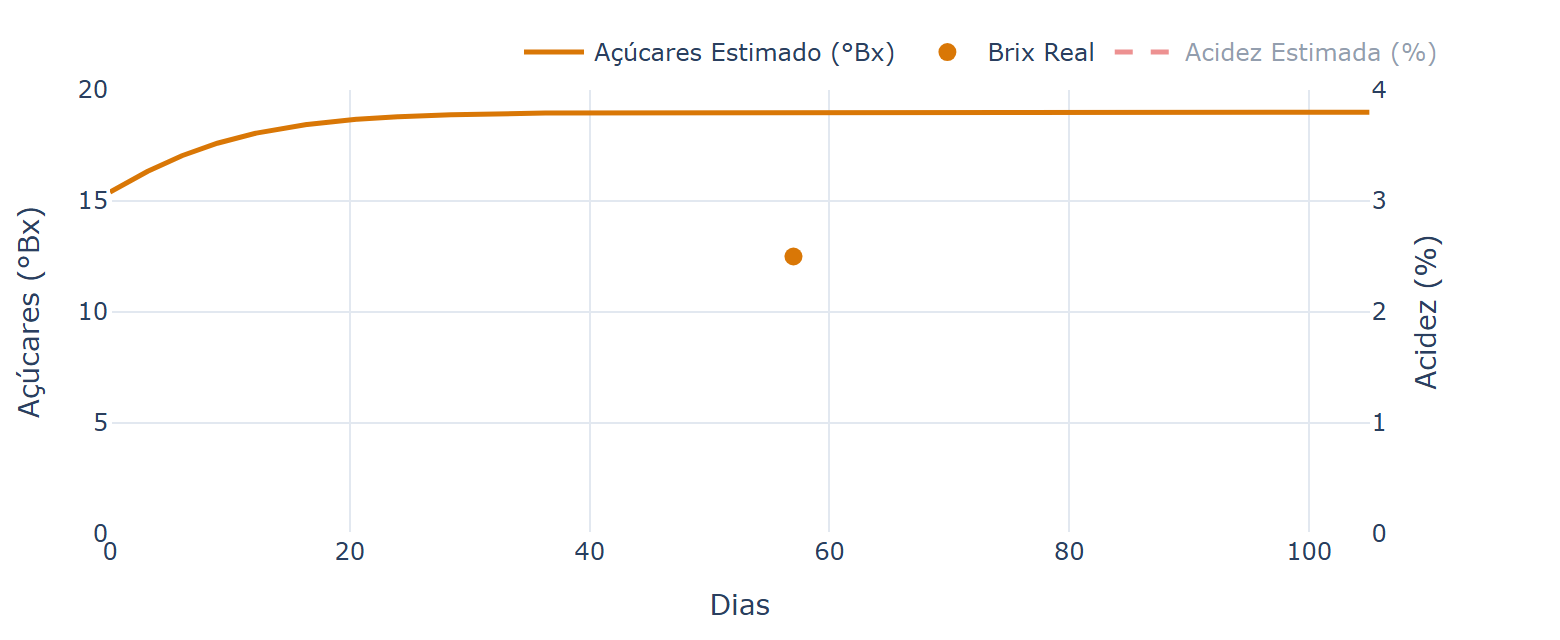 Açúcares Estimado (°Bx) Brix Real Acidez Estimada (%)
20 4
15 3
10 2
5 1
0 0
0 20 40 60 80 100
Dias
Açúcares (°Bx)
Acidez (%)